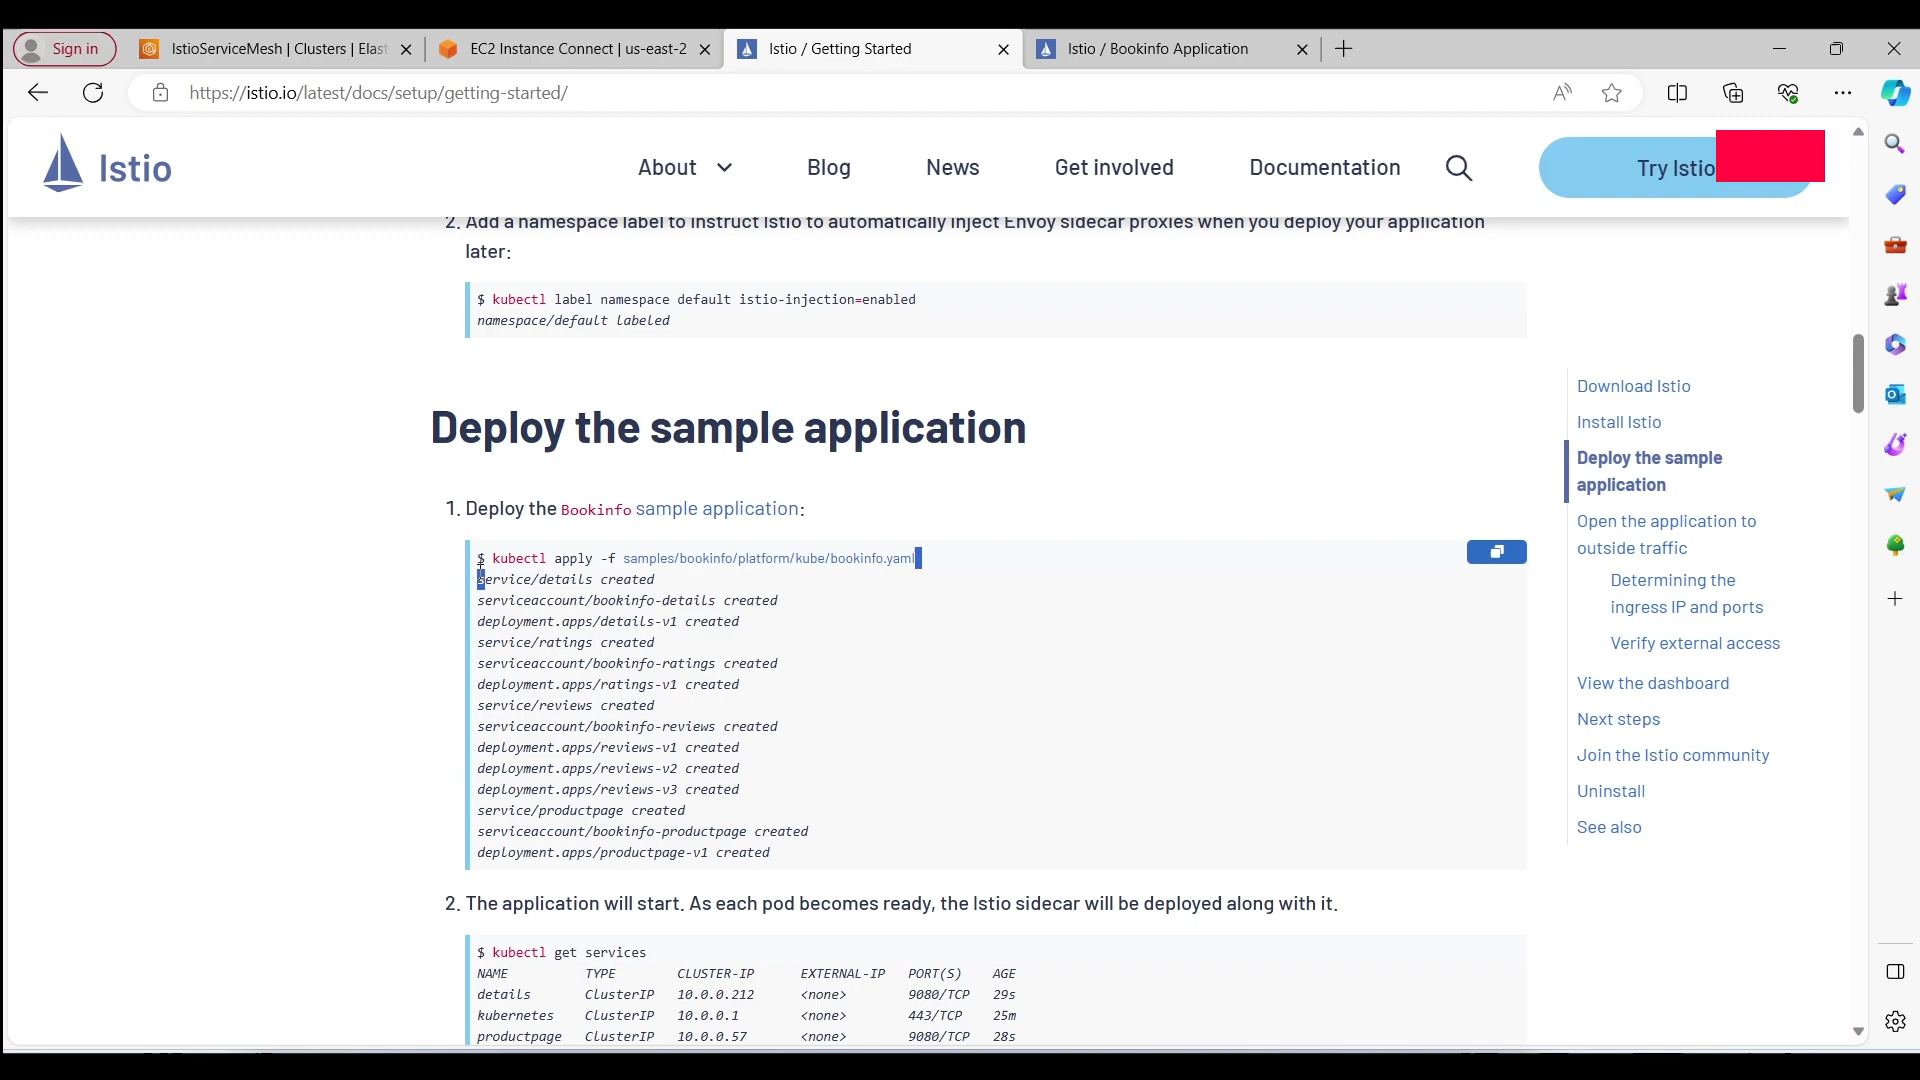 Sign in
IstioServiceMesh | Clusters | Elast
EC2 Instance Connect | us-east-2
Istio / Getting Started
Istio / Bookinfo Application
https://istio.io/latest/docs/setup/getting-started/
Istio
About
Blog
News
Get involved
Documentation
Try Istio
2. Add a namespace label to instruct Istio to automatically inject Envoy sidecar proxies when you deploy your application
later:
$ kubectl label namespace default istio-injection=enabled
namespace/default labeled
Deploy the sample application
1. Deploy the Bookinfo sample application:
$ kubectl apply -f samples/bookinfo/platform/kube/bookinfo.yaml
service/details created
serviceaccount/bookinfo-details created
deployment.apps/details-v1 created
service/ratings created
serviceaccount/bookinfo-ratings created
deployment.apps/ratings-v1 created
service/reviews created
serviceaccount/bookinfo-reviews created
deployment.apps/reviews-v1 created
deployment.apps/reviews-v2 created
deployment.apps/reviews-v3 created
service/productpage created
serviceaccount/bookinfo-productpage created
deployment.apps/productpage-v1 created
2. The application will start. As each pod becomes ready, the Istio sidecar will be deployed along with it.
$ kubectl get services
NAME TYPE CLUSTER-IP EXTERNAL-IP PORT(S) AGE
details ClusterIP 10.0.0.212 <none> 9080/TCP 29s
kubernetes ClusterIP 10.0.0.1 <none> 443/TCP 25m
productpage ClusterIP 10.0.0.57 <none> 9080/TCP 28s
Download Istio
Install Istio
Deploy the sample
application
Open the application to
outside traffic
Determining the
ingress IP and ports
Verify external access
View the dashboard
Next steps
Join the Istio community
Uninstall
See also